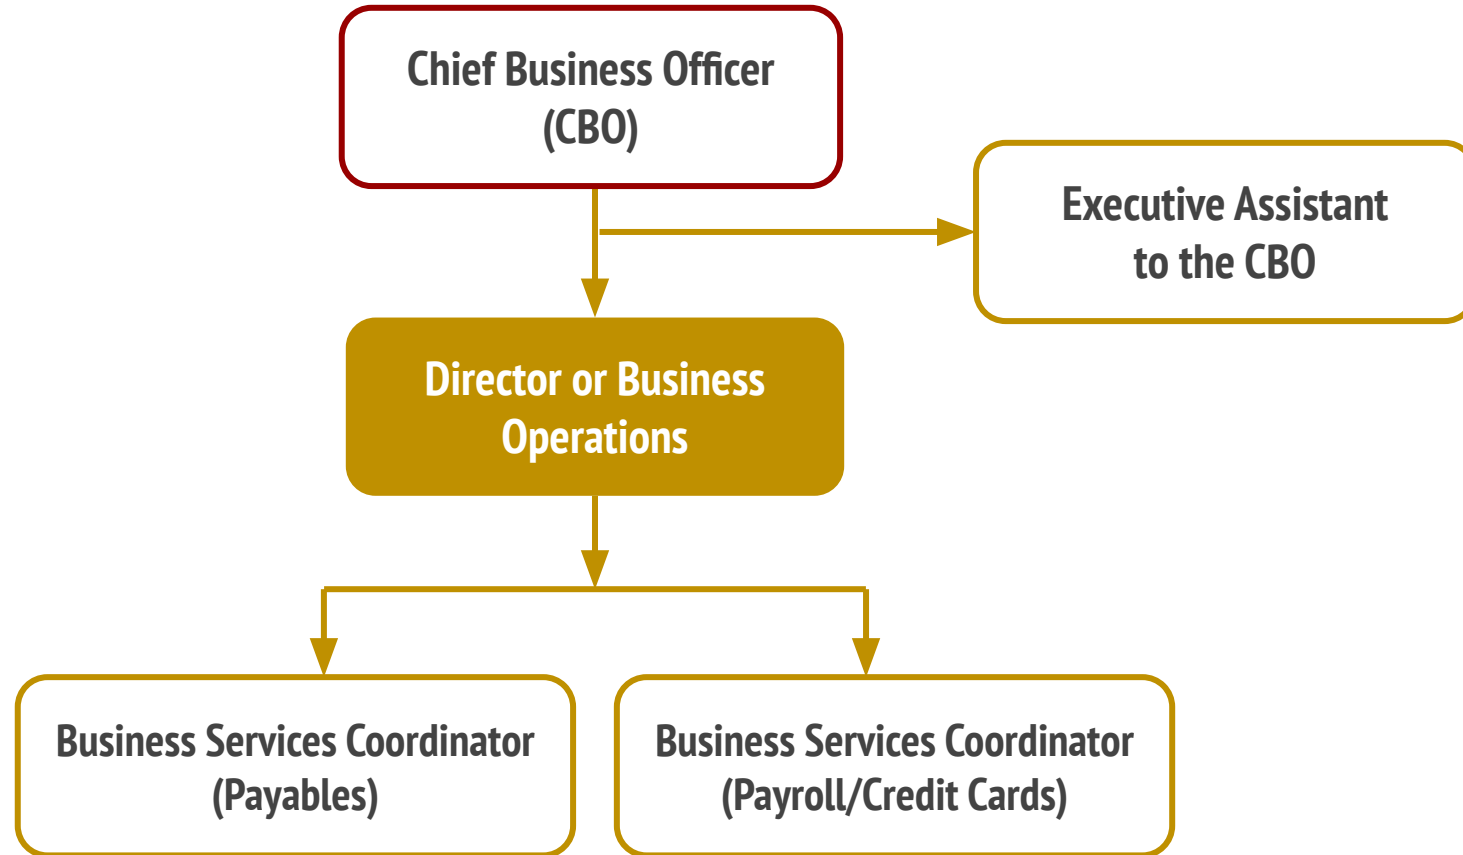 Chief Business Officer
(CBO)
Executive Assistant
to the CBO
Director or Business
Operations
Business Services Coordinator
(Payables)
Business Services Coordinator
(Payroll/Credit Cards)